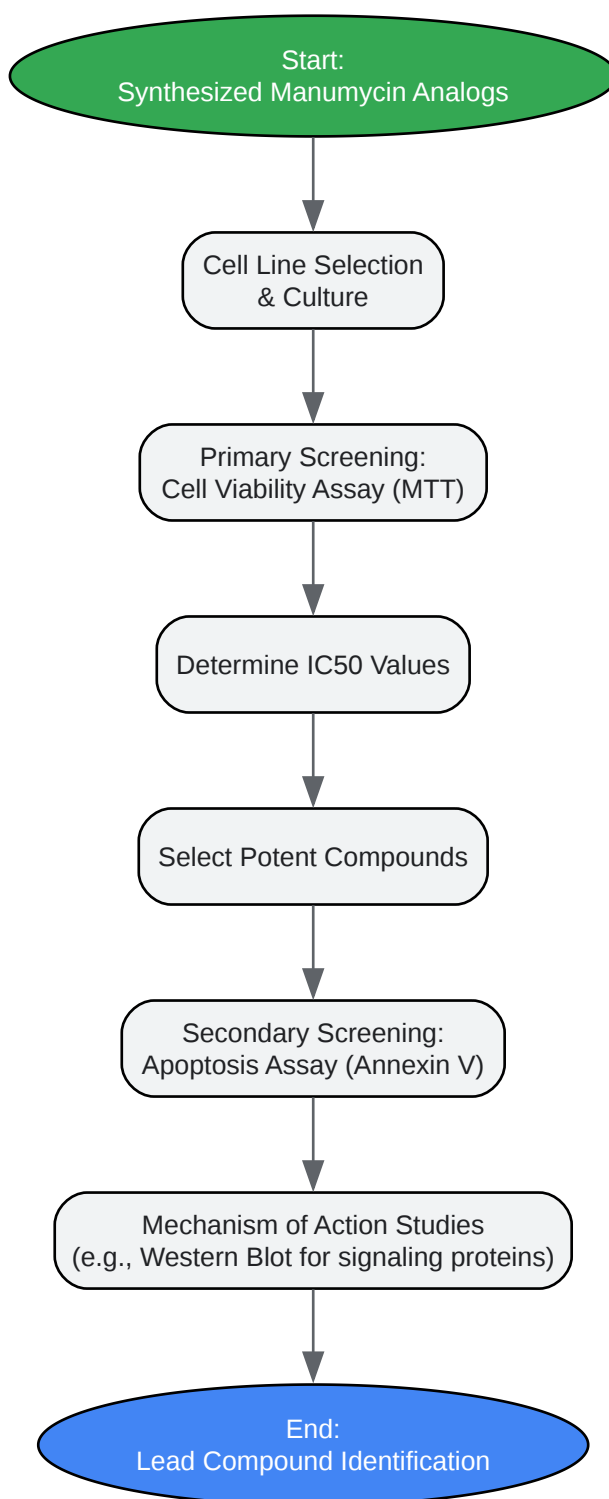 Start:
Synthesized Manumycin Analogs
Cell Line Selection
& Culture
Primary Screening:
Cell Viability Assay (MTT)
Determine IC50 Values
Select Potent Compounds
Secondary Screening:
Apoptosis Assay (Annexin V)
Mechanism of Action Studies
(e.g., Western Blot for signaling proteins)
End:
Lead Compound Identification